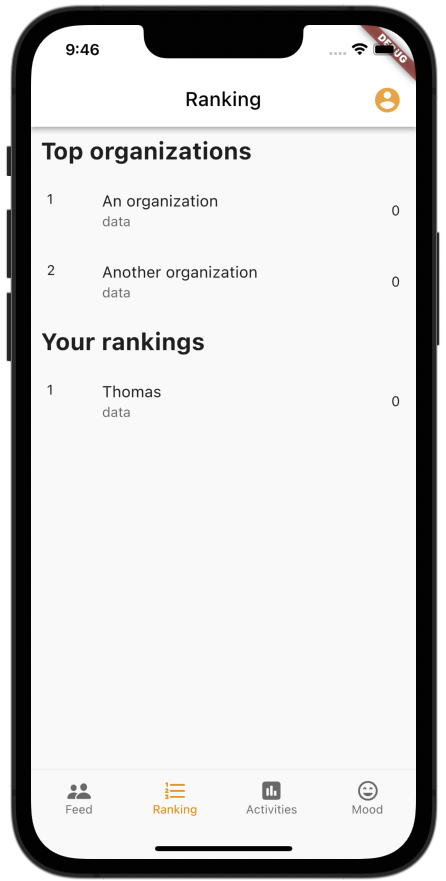 9:46
DEBUG
Ranking
Top organizations
1
An organization
data
0
2
Another organization
data
0
Your rankings
1
Thomas
data
0
Feed
Ranking
Activities
Mood